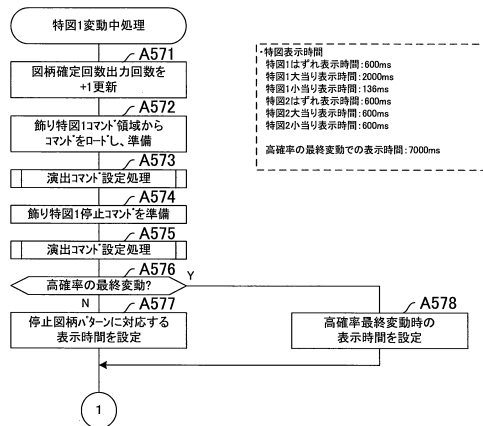 特図1変動中処理
A571
図柄確定回数出力回数を
+1更新
A572
飾り特図1コマンド領域から
コマンドをロードし、準備
A573
演出コマンド設定処理
A574
飾り特図1停止コマンドを準備
A575
演出コマンド設定処理
A576
高確率の最終変動?
Y
N
A577
停止図柄パターンに対応する
表示時間を設定
A578
高確率最終変動時の
表示時間を設定
1
・特図表示時間
特図1はずれ表示時間:600ms
特図1大当り表示時間:2000ms
特図1小当り表示時間:136ms
特図2はずれ表示時間:600ms
特図2大当り表示時間:600ms
特図2小当り表示時間:600ms
高確率の最終変動での表示時間:7000ms